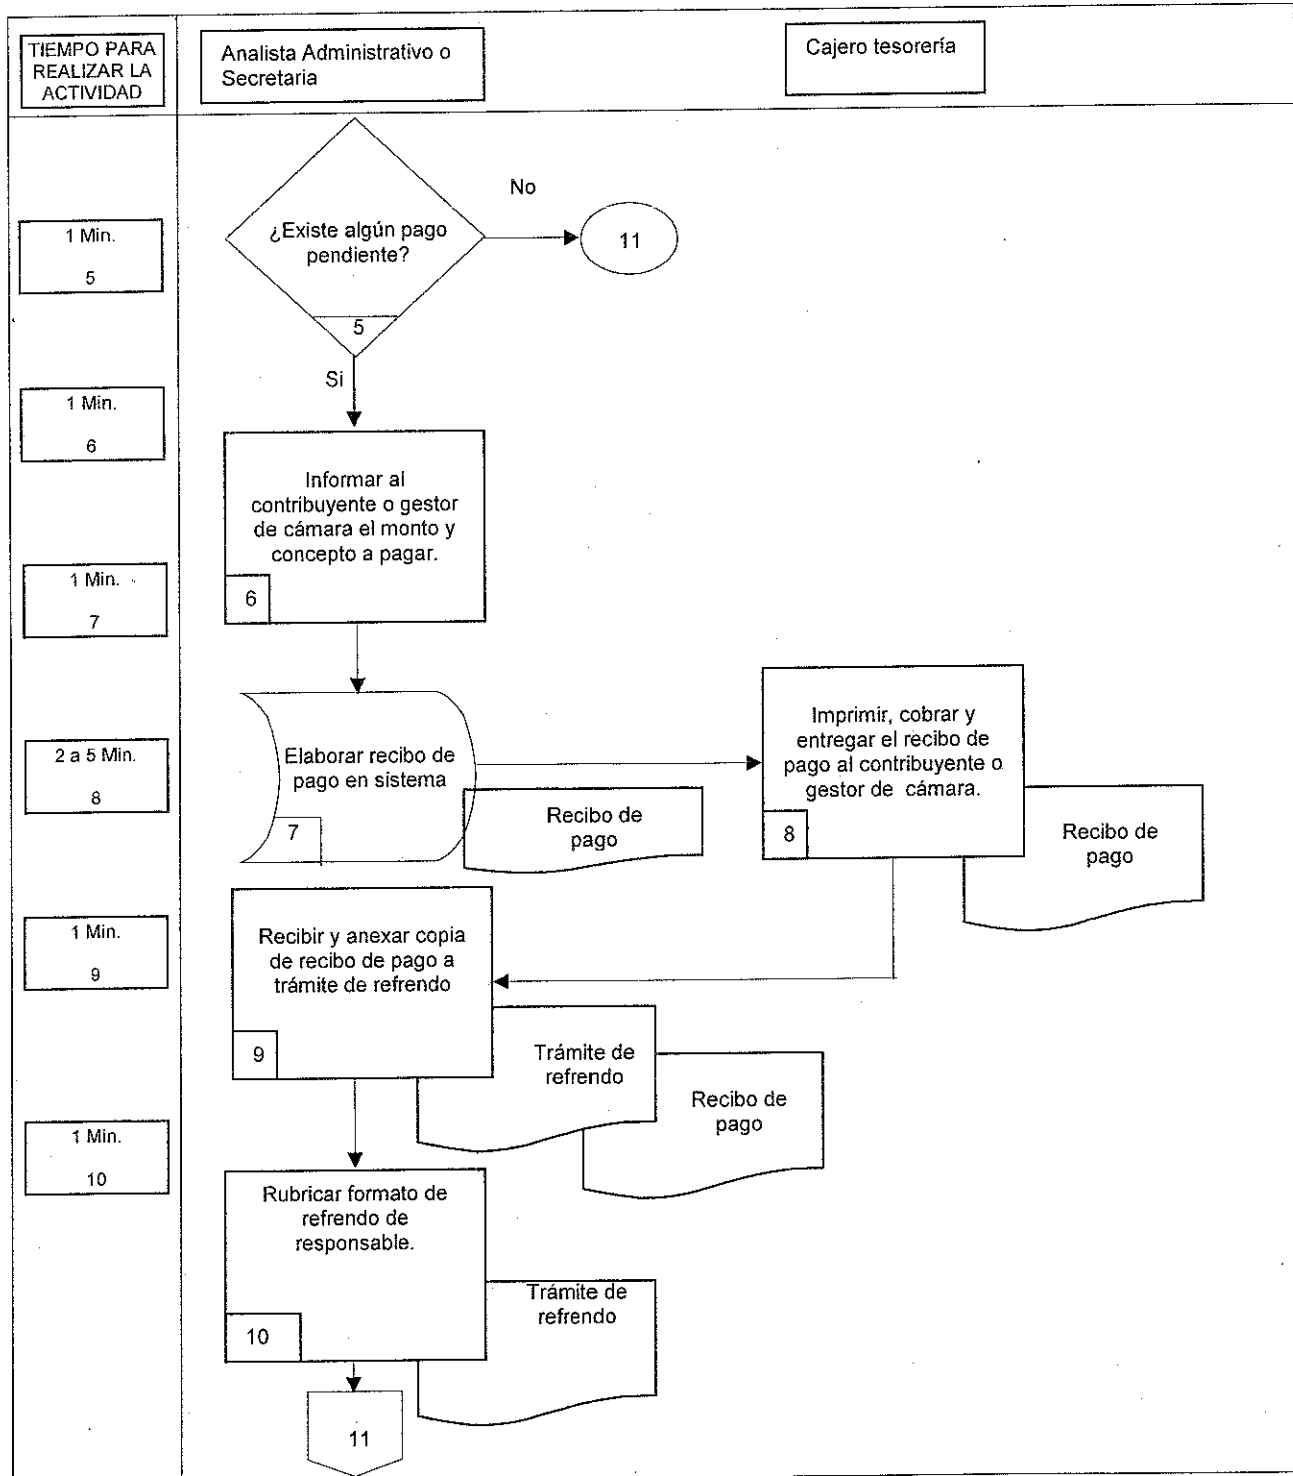 TIEMPO PARA
REALIZAR LA
ACTIVIDAD
Analista Administrativo o
Secretaria
Cajero tesorería
1 Min.
5
¿Existe algún pago
pendiente?
5
No
11
Si
1 Min.
6
Informar al
contribuyente o gestor
de cámara el monto y
concepto a pagar.
6
1 Min.
7
Elaborar recibo de
pago en sistema
7
Recibo de
pago
2 a 5 Min.
8
Imprimir, cobrar y
entregar el recibo de
pago al contribuyente o
gestor de cámara.
8
Recibo de
pago
1 Min.
9
Recibir y anexar copia
de recibo de pago a
trámite de refrendo
9
Trámite de
refrendo
Recibo de
pago
1 Min.
10
Rubricar formato de
refrendo de
responsable.
10
Trámite de
refrendo
11